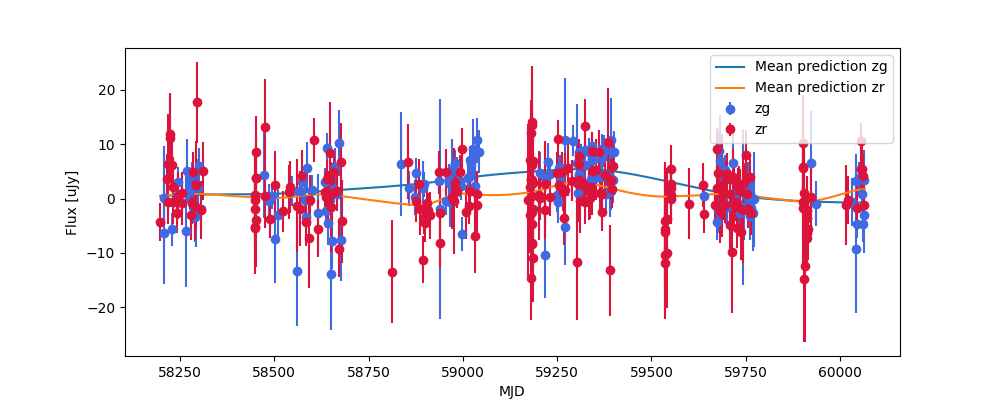 Mean prediction zg
Mean prediction zr
zg
zr
20
10
0
−10
−20
Flux [uJy]
58250
58500
58750
59000
59250
59500
59750
60000
MJD